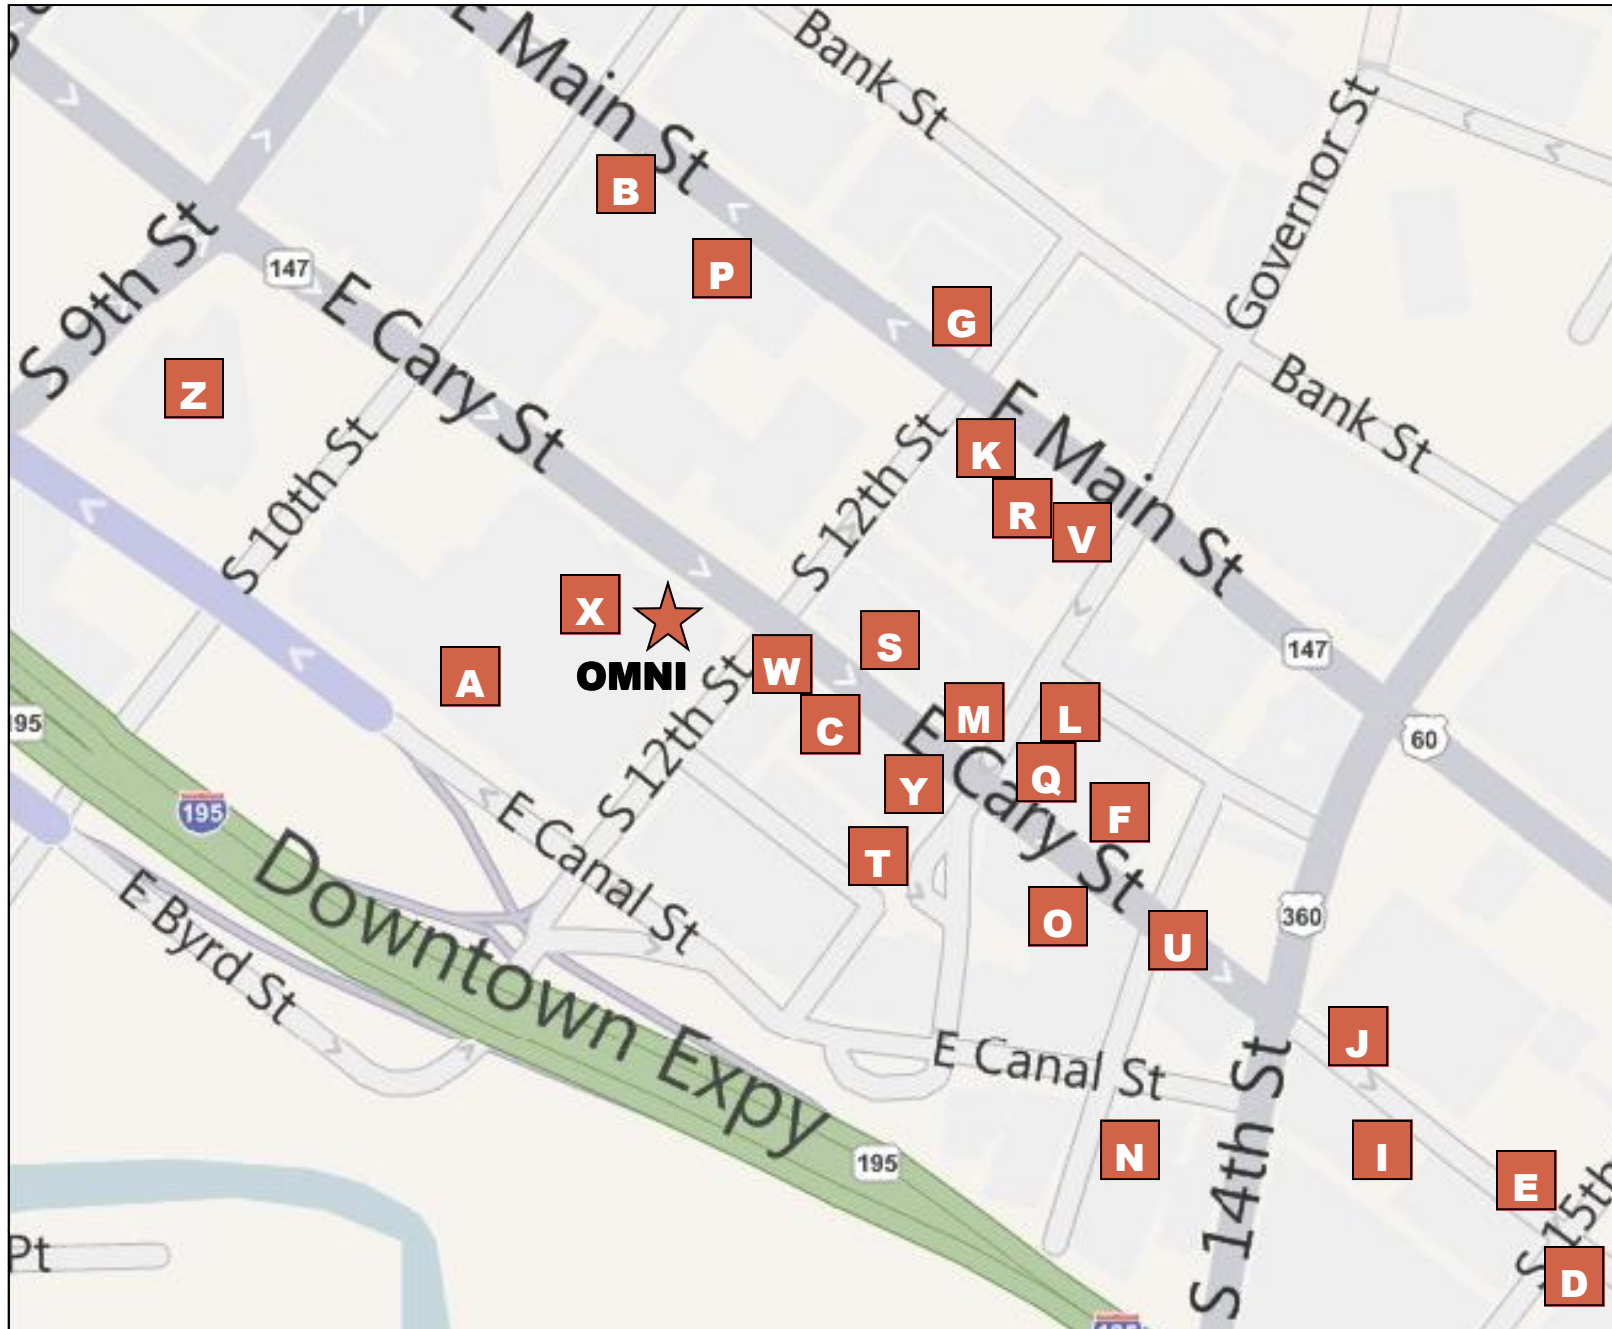 E Main St
Bank St
Governor St
B
S 9th St
147
P
E Cary St
G
Z
Bank St
E Main St
K
S 10th St
S 12th St
R
V
X
S
147
OMNI
W
A
M
L
C
195
E Cary St
60
S 12th St
Q
Y
195
F
E Canal St
T
Downtown Expy
E Byrd St
O
360
U
J
E Canal St
S 14th St
N
I
195
E
S 15th
Pt
D